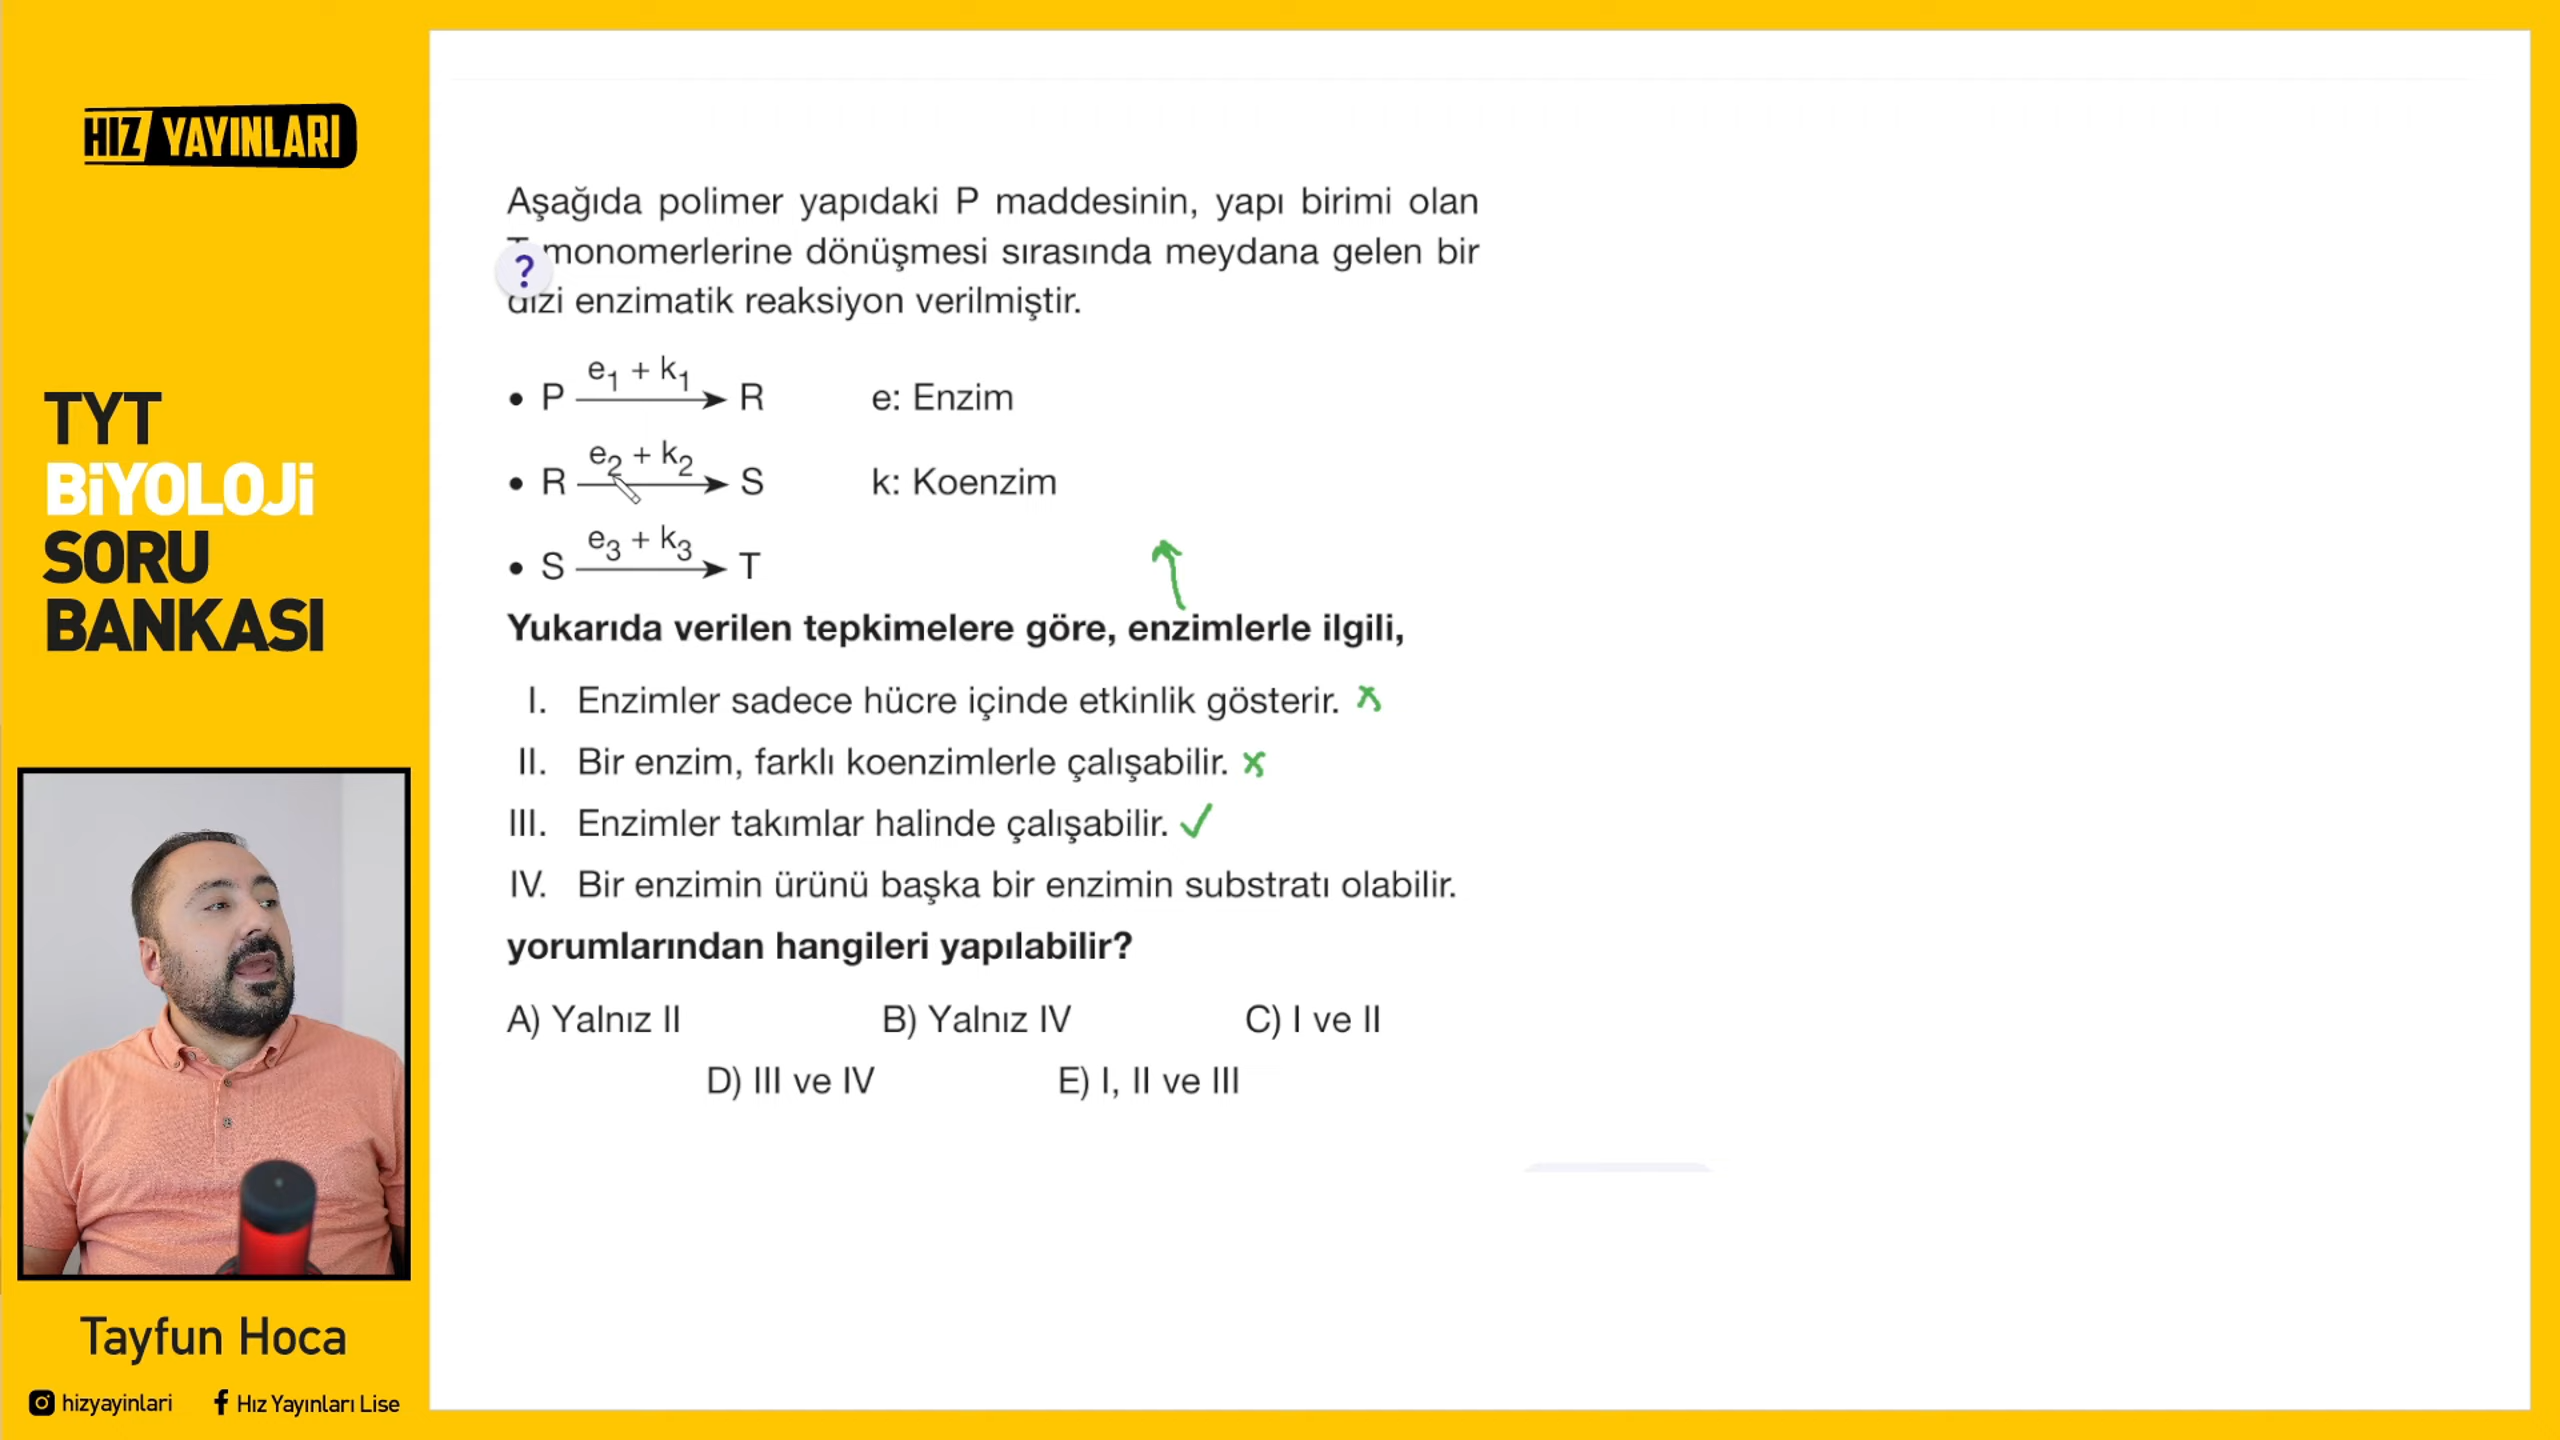 HIZ YAYINLARI
TYT
BİYOLOJİ
SORU
BANKASI
Tayfun Hoca
hizyayinlari
Hız Yayınları Lise
Aşağıda polimer yapıdaki P maddesinin, yapı birimi olan
? monomerlerine dönüşmesi sırasında meydana gelen bir
dizi enzimatik reaksiyon verilmiştir.
• P e1 + k1 → R e: Enzim
• R e2 + k2 → S k: Koenzim
• S e3 + k3 → T
Yukarıda verilen tepkimelere göre, enzimlerle ilgili,
I. Enzimler sadece hücre içinde etkinlik gösterir.
II. Bir enzim, farklı koenzimlerle çalışabilir.
III. Enzimler takımlar halinde çalışabilir.
IV. Bir enzimin ürünü başka bir enzimin substratı olabilir.
yorumlarından hangileri yapılabilir?
A) Yalnız II B) Yalnız IV C) I ve II
D) III ve IV E) I, II ve III